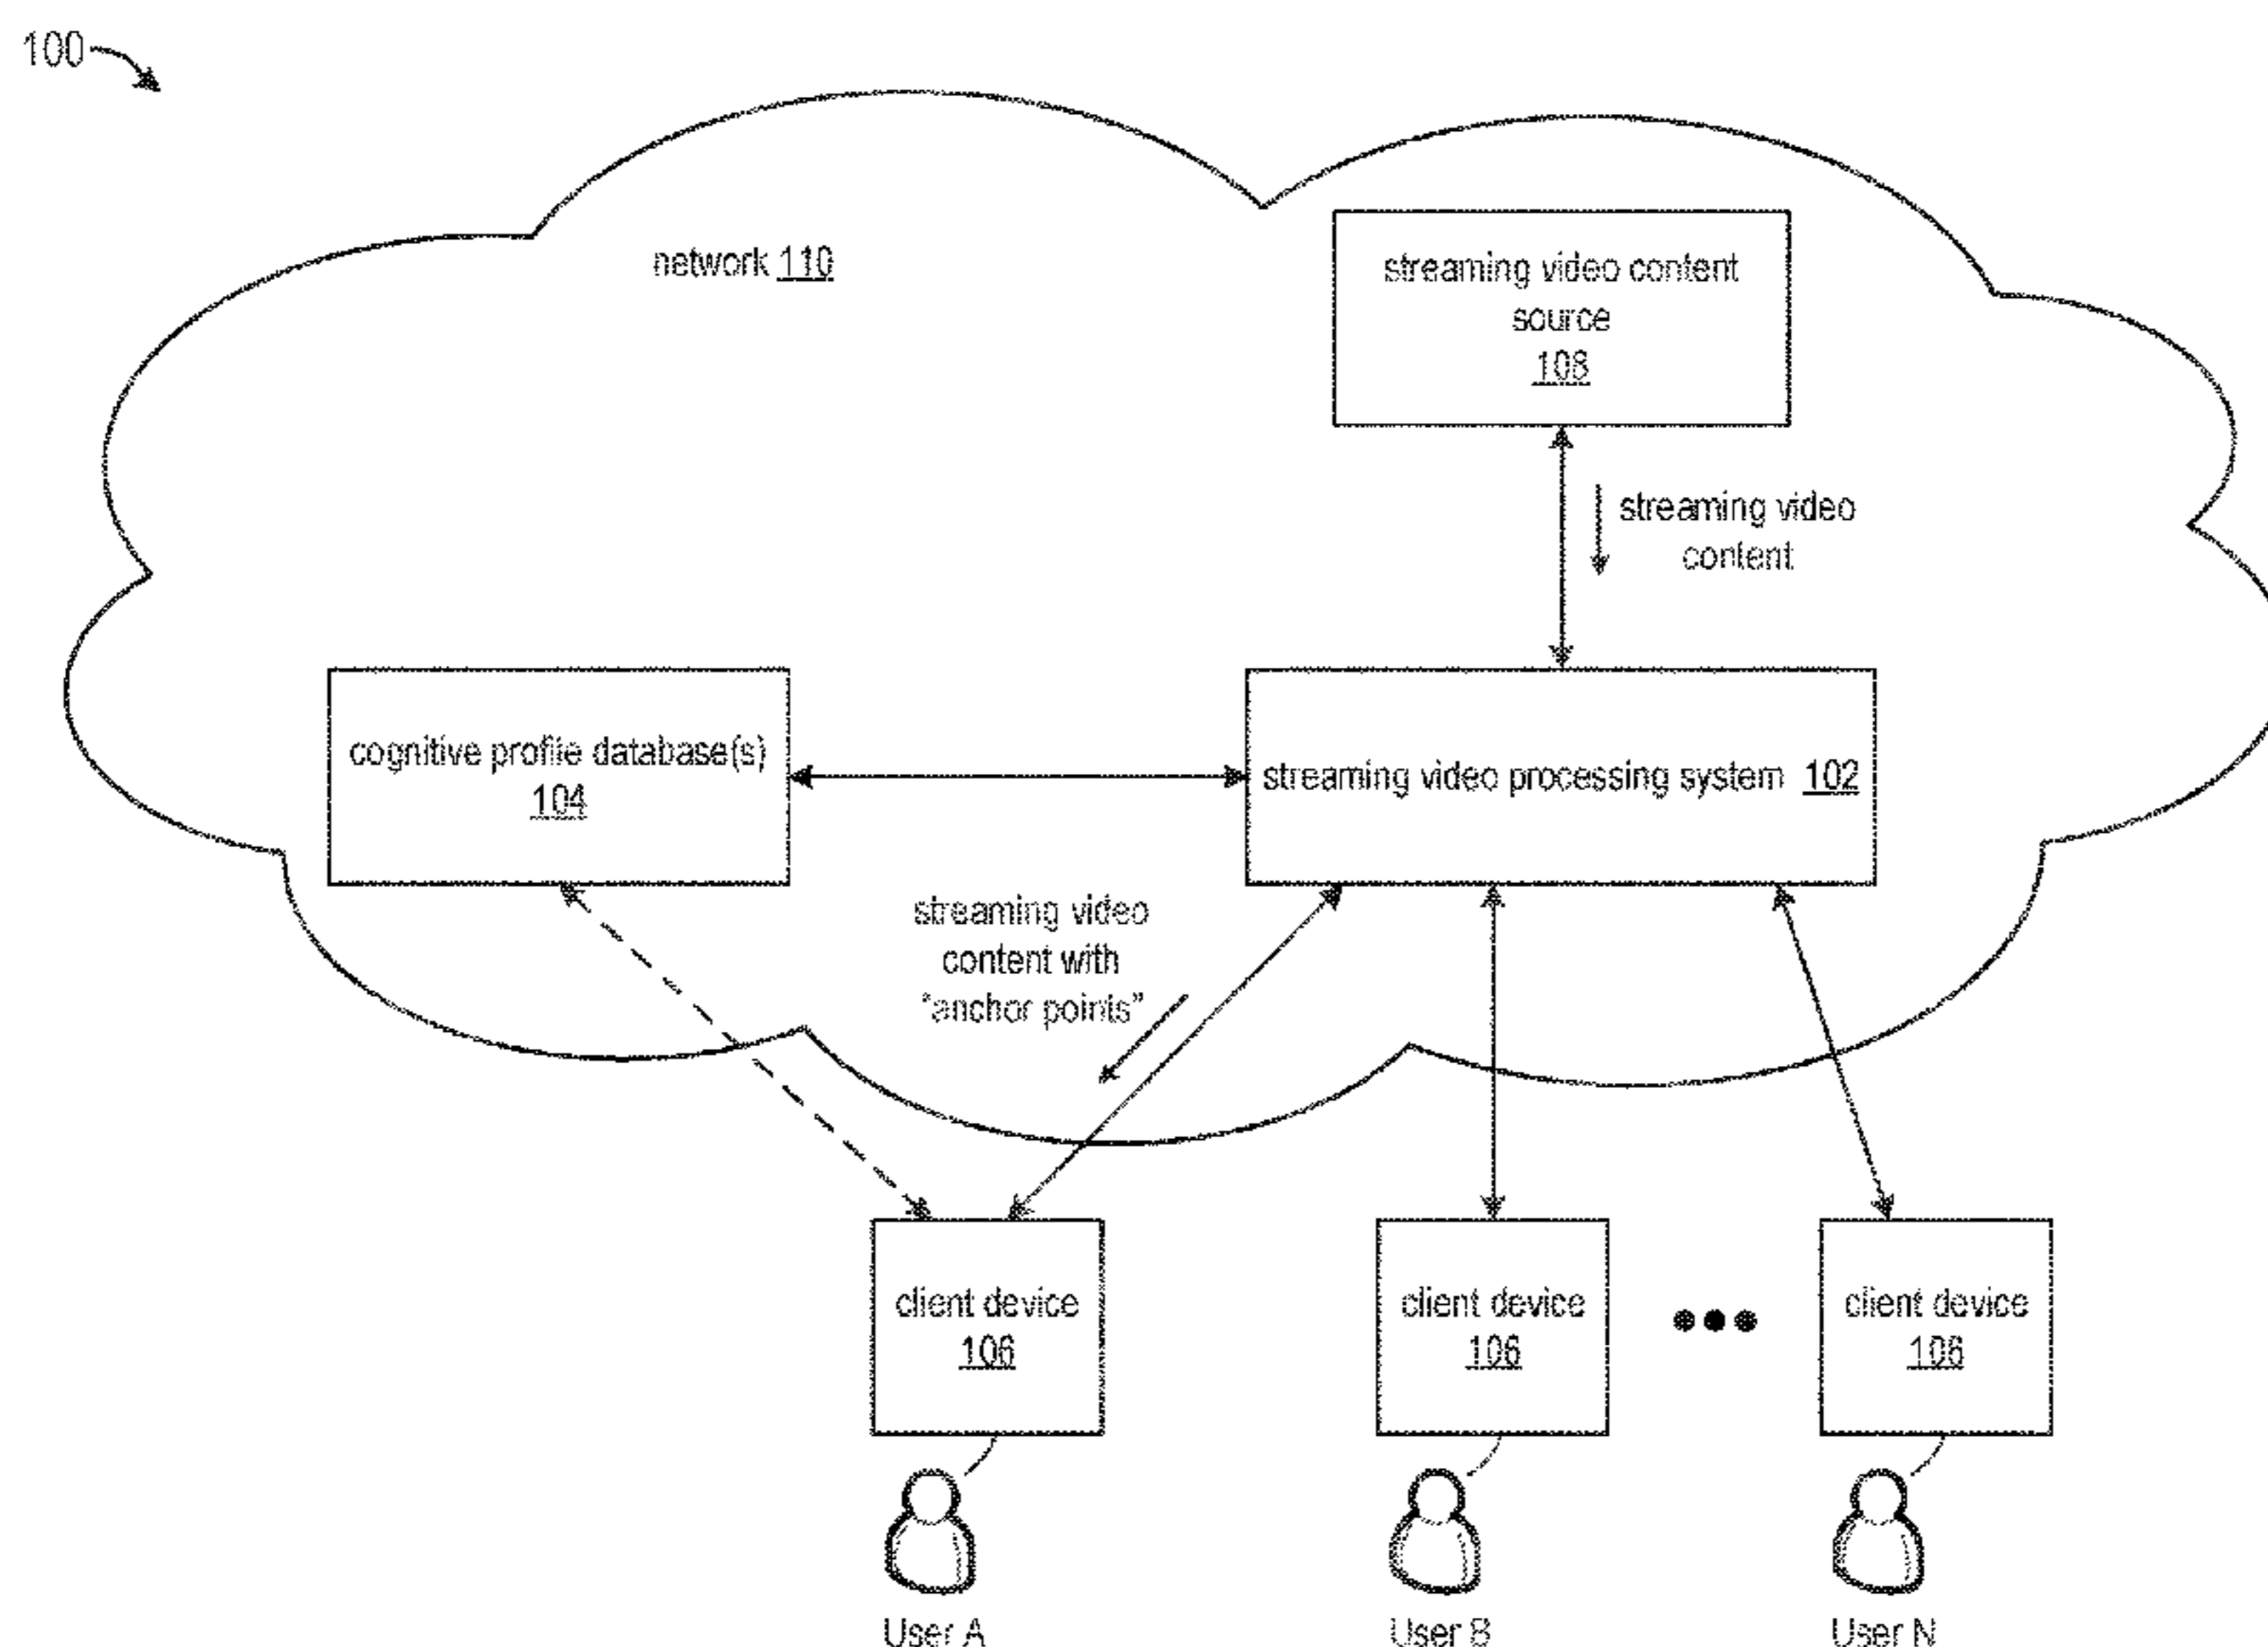 100
network 110
streaming video content
source
108
streaming video
content
cognitive profile database(s)
104
streaming video processing system 102
streaming video
content with
"anchor points"
client device
106
client device
106
client device
106
User A
User B
User N